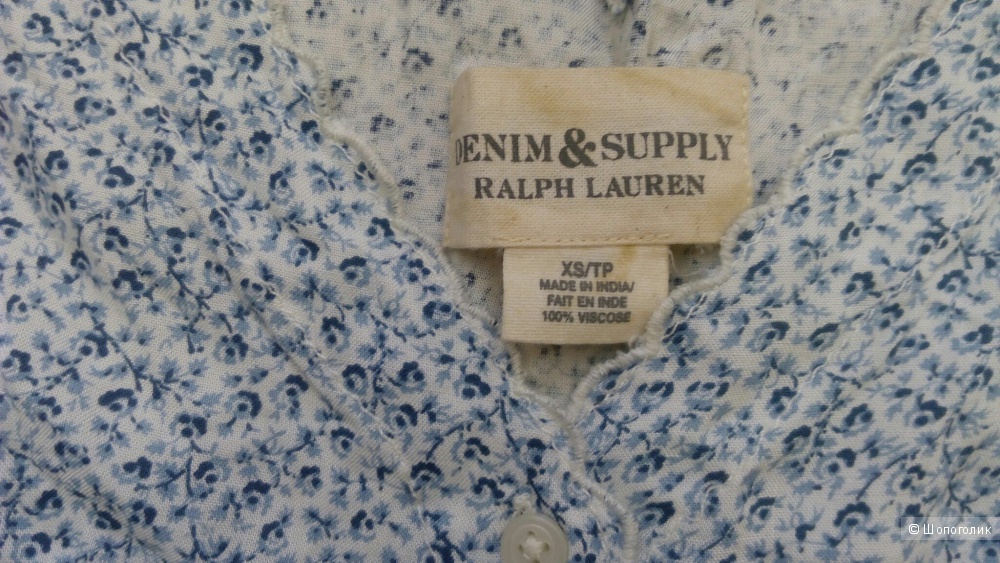 DENIM & SUPPLY
RALPH LAUREN
XS/TP
MADE IN INDIA/
FAIT EN INDE
100% VISCOSE
© Шопоголик